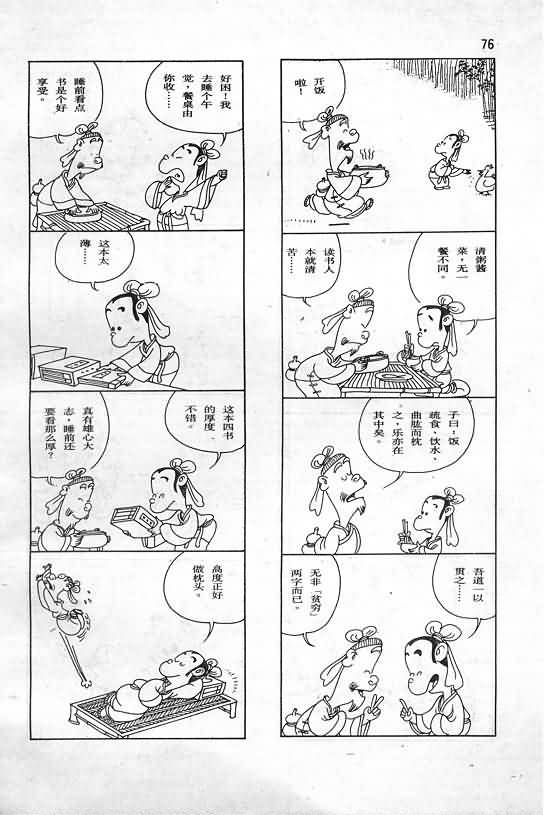 76
开饭
啦！
清粥酱
菜，无一
餐不同。
读书人
本就清
苦……
子曰：饭
疏食，饮水，
曲肱而枕
之，乐亦在
其中矣。
吾道一以
贯之……
无非「贫穷」
两字而已。
好困！我
去睡个午
觉，餐桌由
你收……
睡前看点
书是个好
享受。
这本太
薄……
这本四书
的厚度、
不错。
真有雄心大
志，睡前还
要看那么厚？
高度正好
做枕头。